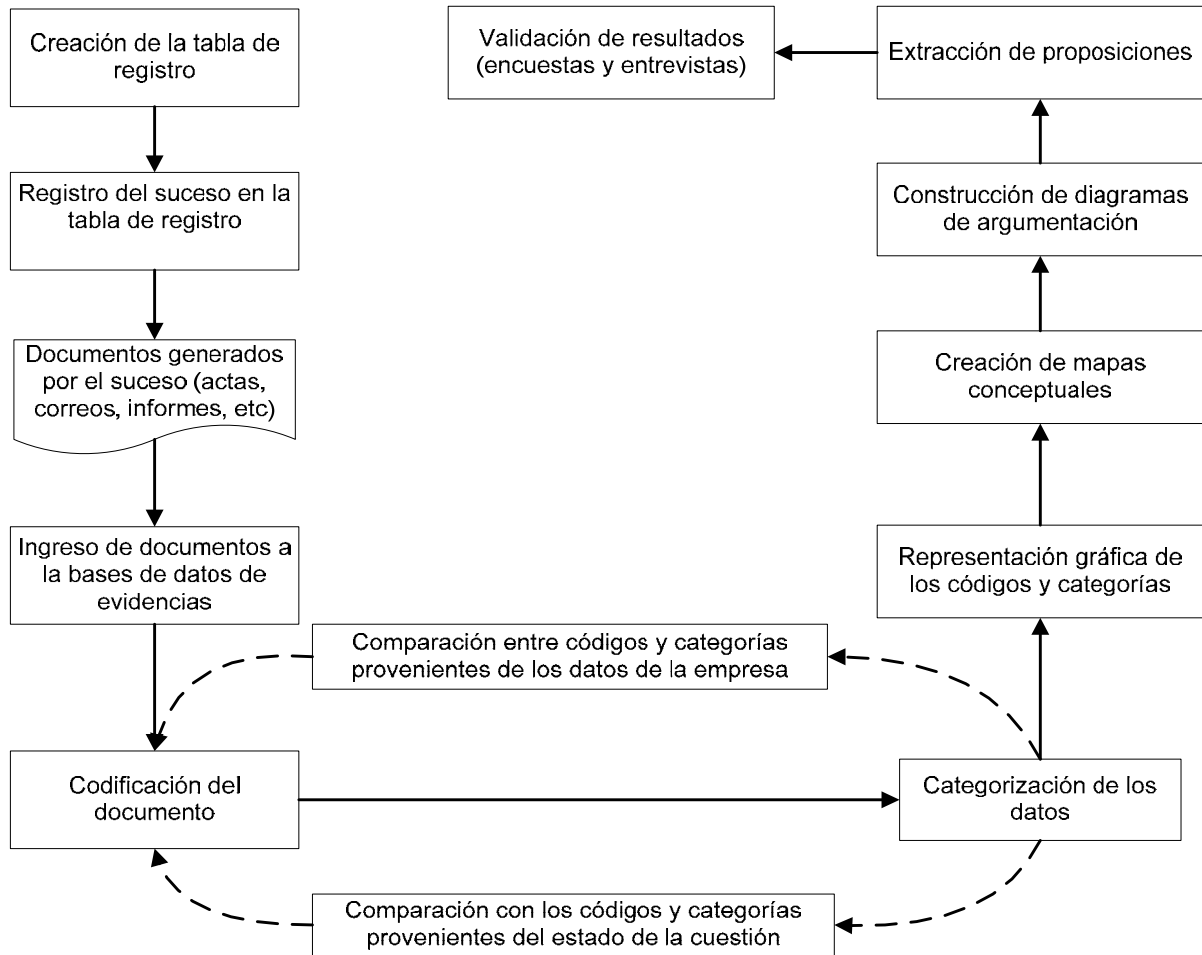 Creación de la tabla de
registro
Registro del suceso en la
tabla de registro
Documentos generados
por el suceso (actas,
correos, informes, etc)
Ingreso de documentos a
la bases de datos de
evidencias
Codificación del
documento
Comparación entre códigos y categorías
provenientes de los datos de la empresa
Comparación con los códigos y categorías
provenientes del estado de la cuestión
Categorización de los
datos
Representación gráfica de
los códigos y categorías
Creación de mapas
conceptuales
Construcción de diagramas
de argumentación
Extracción de proposiciones
Validación de resultados
(encuestas y entrevistas)